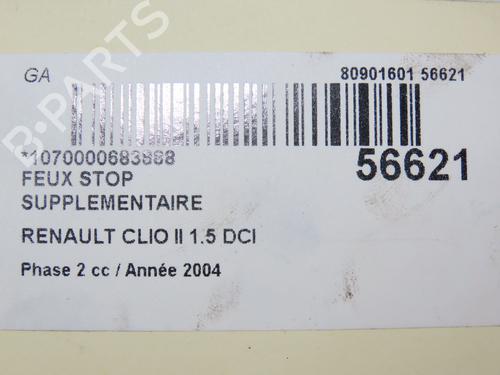 GA
80901601 56621
*1070000683888
56621
FEUX STOP
SUPPLEMENTAIRE
RENAULT CLIO II 1.5 DCI
Phase 2 cc / Année 2004
B-PARTS